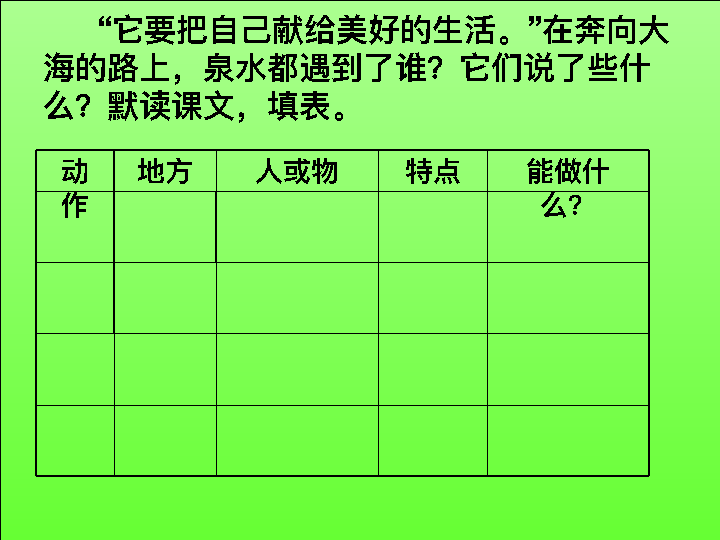 “它要把自己献给美好的生活。”在奔向大
海的路上，泉水都遇到了谁？它们说了些什
么？默读课文，填表。
动作 地方 人或物 特点 能做什么？